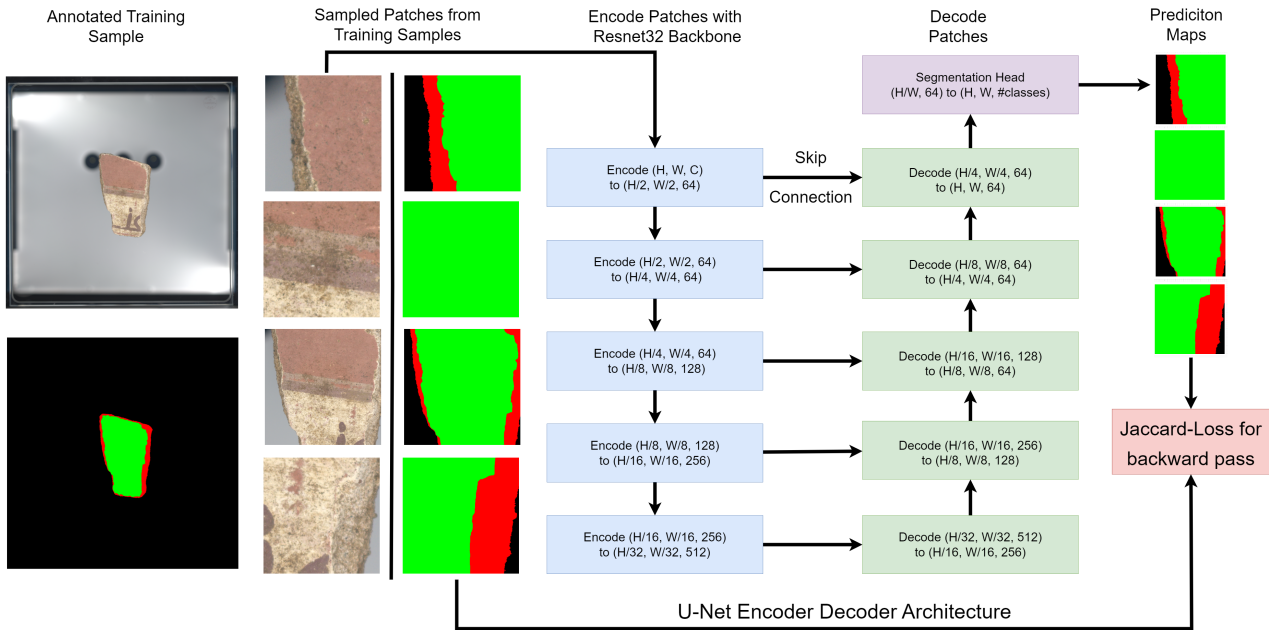 Annotated Training
Sample
Sampled Patches from
Training Samples
Encode Patches with
Resnet32 Backbone
Decode
Patches
Prediciton
Maps
Segmentation Head
(H/W, 64) to (H, W, #classes)
Encode (H, W, C)
to (H/2, W/2, 64)
Skip
Connection
Decode (H/4, W/4, 64)
to (H, W, 64)
Encode (H/2, W/2, 64)
to (H/4, W/4, 64)
Decode (H/8, W/8, 64)
to (H/4, W/4, 64)
Encode (H/4, W/4, 64)
to (H/8, W/8, 128)
Decode (H/16, W/16, 128)
to (H/8, W/8, 64)
Encode (H/8, W/8, 128)
to (H/16, W/16, 256)
Decode (H/16, W/16, 256)
to (H/8, W/8, 128)
Encode (H/16, W/16, 256)
to (H/32, W/32, 512)
Decode (H/32, W/32, 512)
to (H/16, W/16, 256)
Jaccard-Loss for
backward pass
U-Net Encoder Decoder Architecture